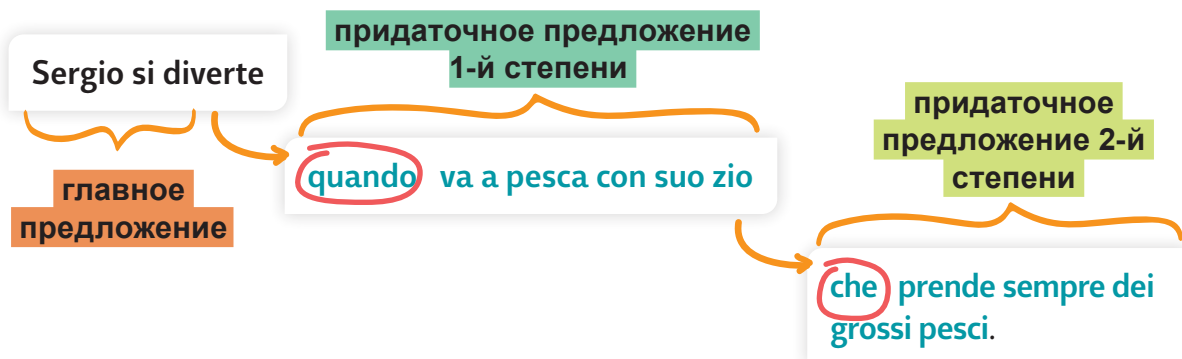 Sergio si diverte
главное
предложение
придаточное предложение
1-й степени
quando va a pesca con suo zio
придаточное
предложение 2-й
степени
che prende sempre dei
grossi pesci.